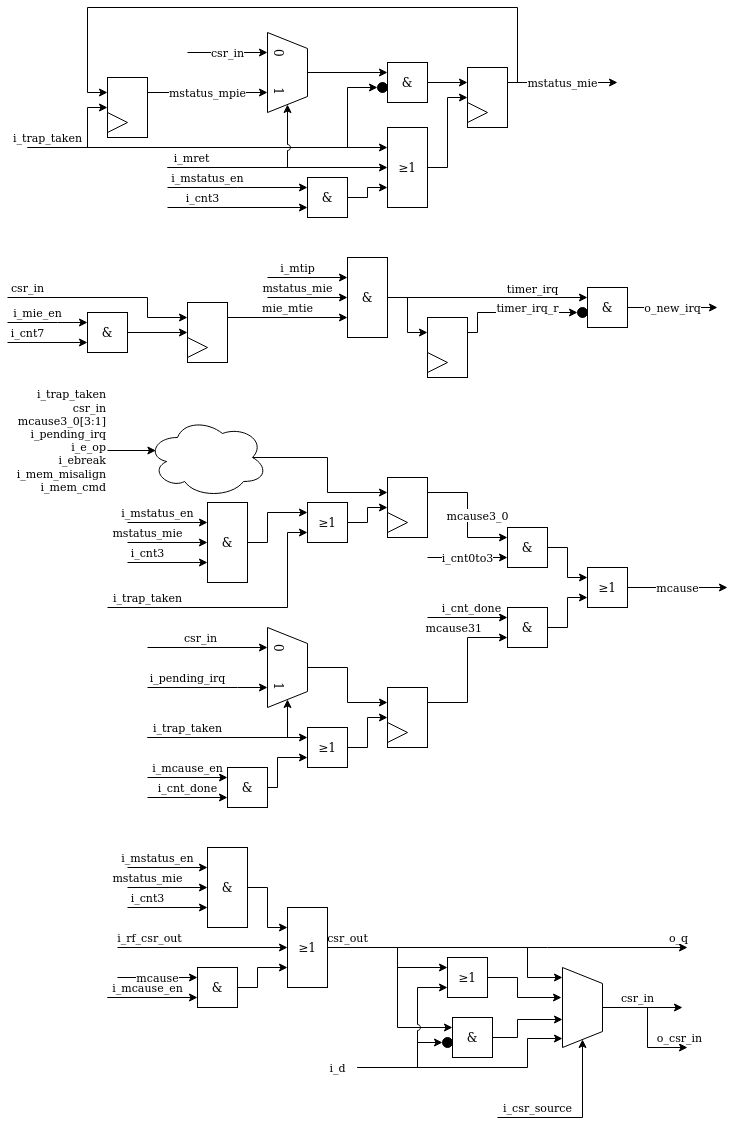 csr_in
0
mstatus_mpie
1
&
mstatus_mie
i_trap_taken
i_mret
≥1
i_mstatus_en
i_cnt3
&
i_mtip
csr_in
mstatus_mie
&
timer_irq
i_mie_en
mie_mtie
timer_irq_r
&
o_new_irq
i_cnt7
&
i_trap_taken
csr_in
mcause3_0[3:1]
i_pending_irq
i_e_op
i_ebreak
i_mem_misalign
i_mem_cmd
i_mstatus_en
mstatus_mie
i_cnt3
&
≥1
mcause3_0
i_cnt0to3
&
i_trap_taken
≥1
mcause
i_cnt_done
mcause31
&
csr_in
0
i_pending_irq
1
i_trap_taken
≥1
i_mcause_en
i_cnt_done
&
i_mstatus_en
mstatus_mie
i_cnt3
&
i_rf_csr_out
≥1
csr_out
o_q
mcause
i_mcause_en
&
≥1
csr_in
&
o_csr_in
i_d
i_csr_source